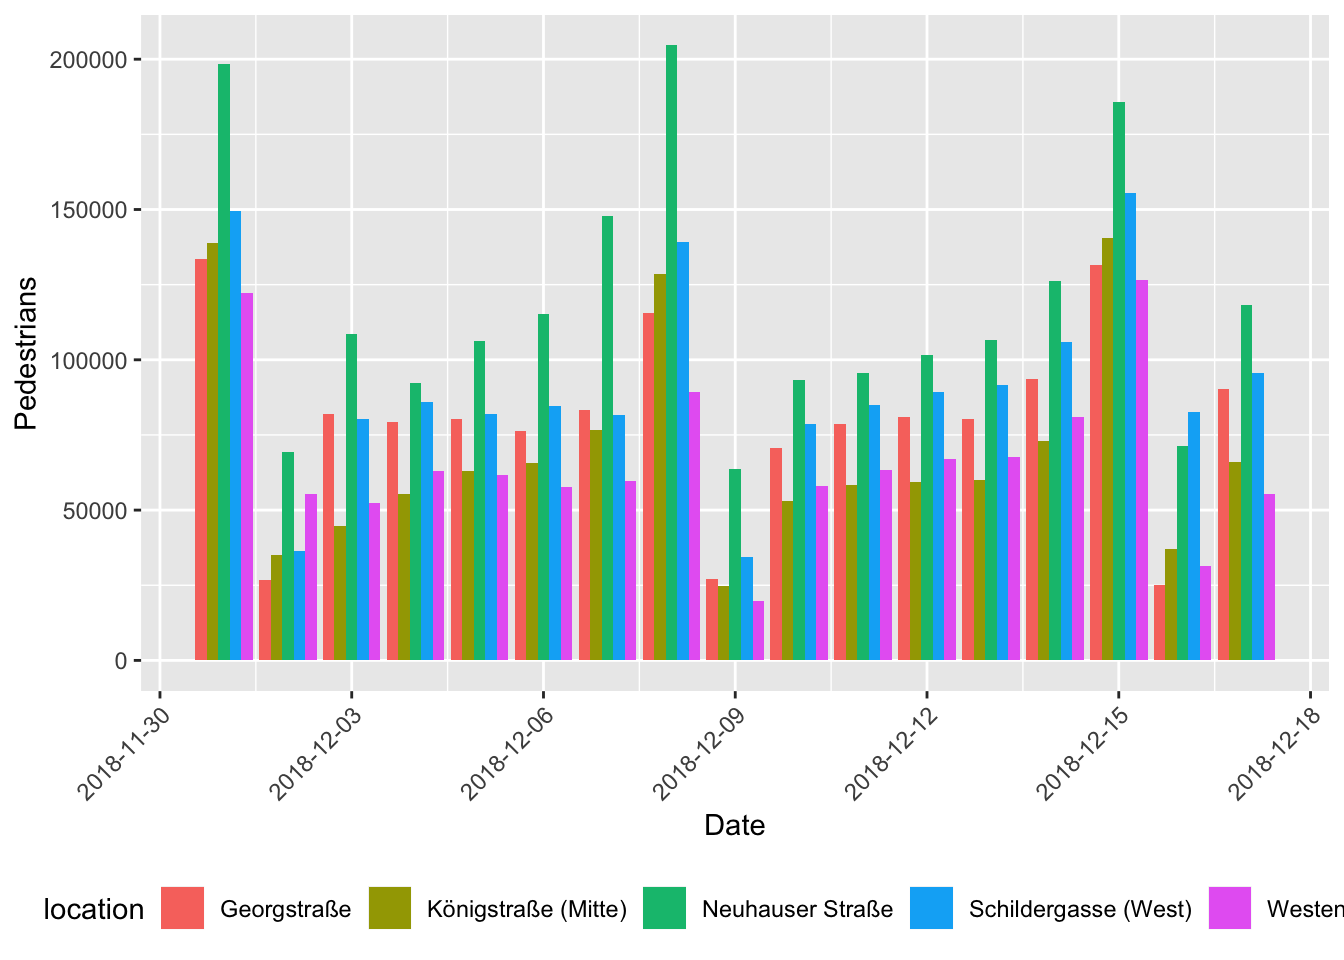 200000
150000
100000
50000
0
Pedestrians
2018-11-30 2018-12-03 2018-12-06 2018-12-09 2018-12-12 2018-12-15 2018-12-18
Date
location Georgstraße Königstraße (Mitte) Neuhauser Straße Schildergasse (West) Westen